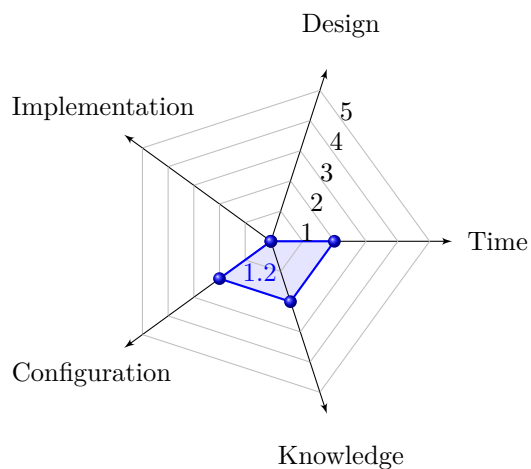 Design
Implementation
5
4
3
2
1
Time
1.2
Configuration
Knowledge